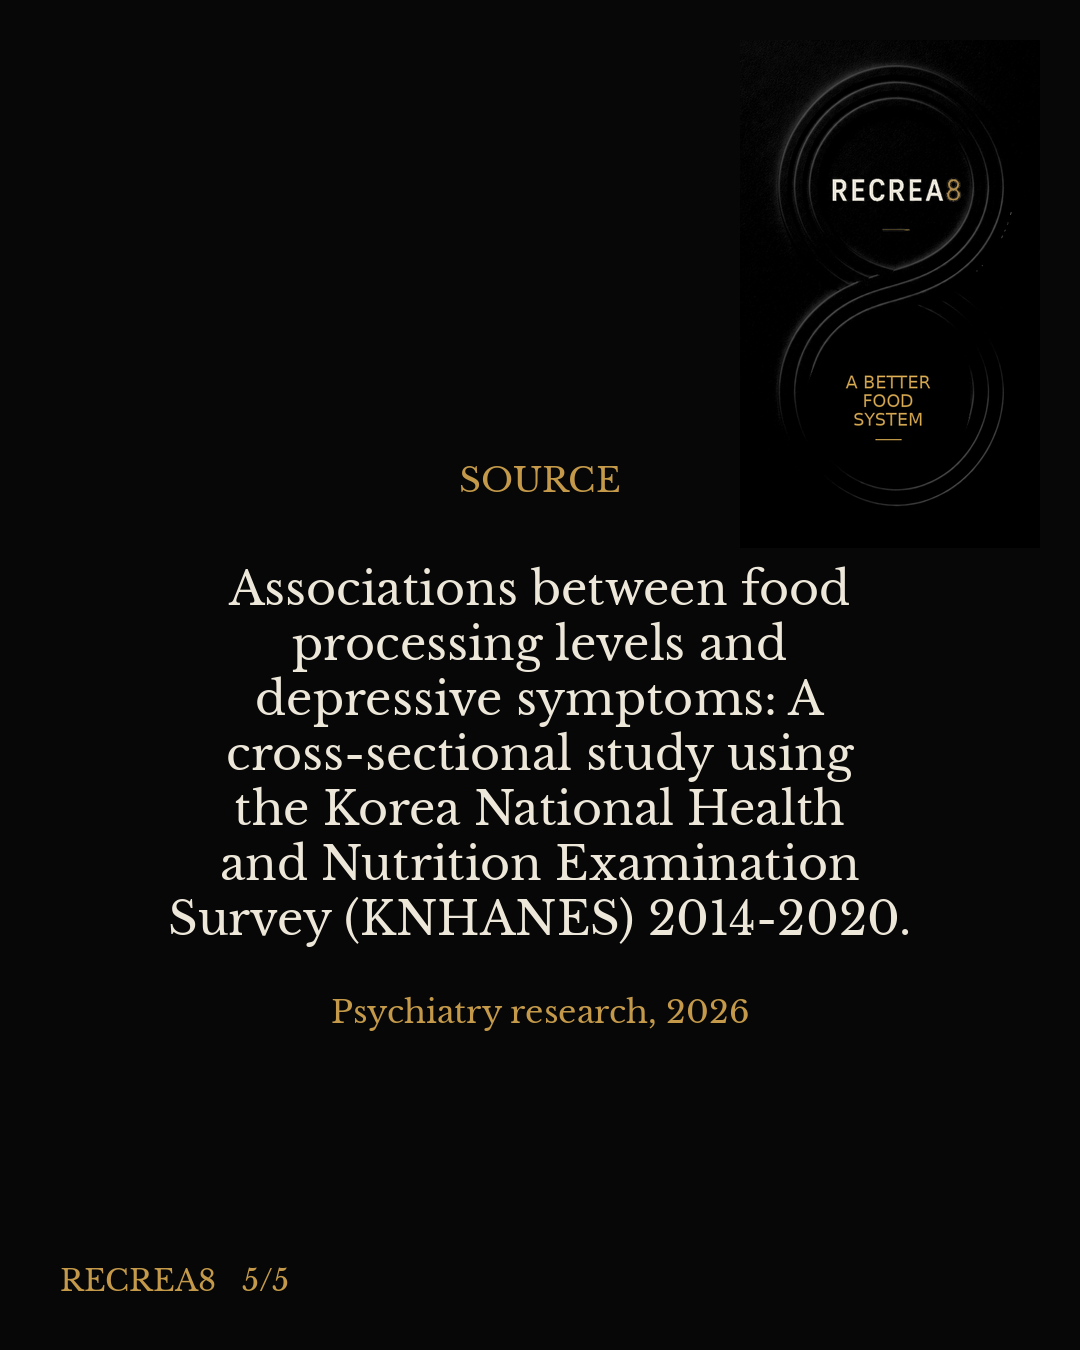 RECREA8
A BETTER
FOOD
SYSTEM
SOURCE
Associations between food
processing levels and
depressive symptoms: A
cross-sectional study using
the Korea National Health
and Nutrition Examination
Survey (KNHANES) 2014-2020.
Psychiatry research, 2026
RECREA8 5/5